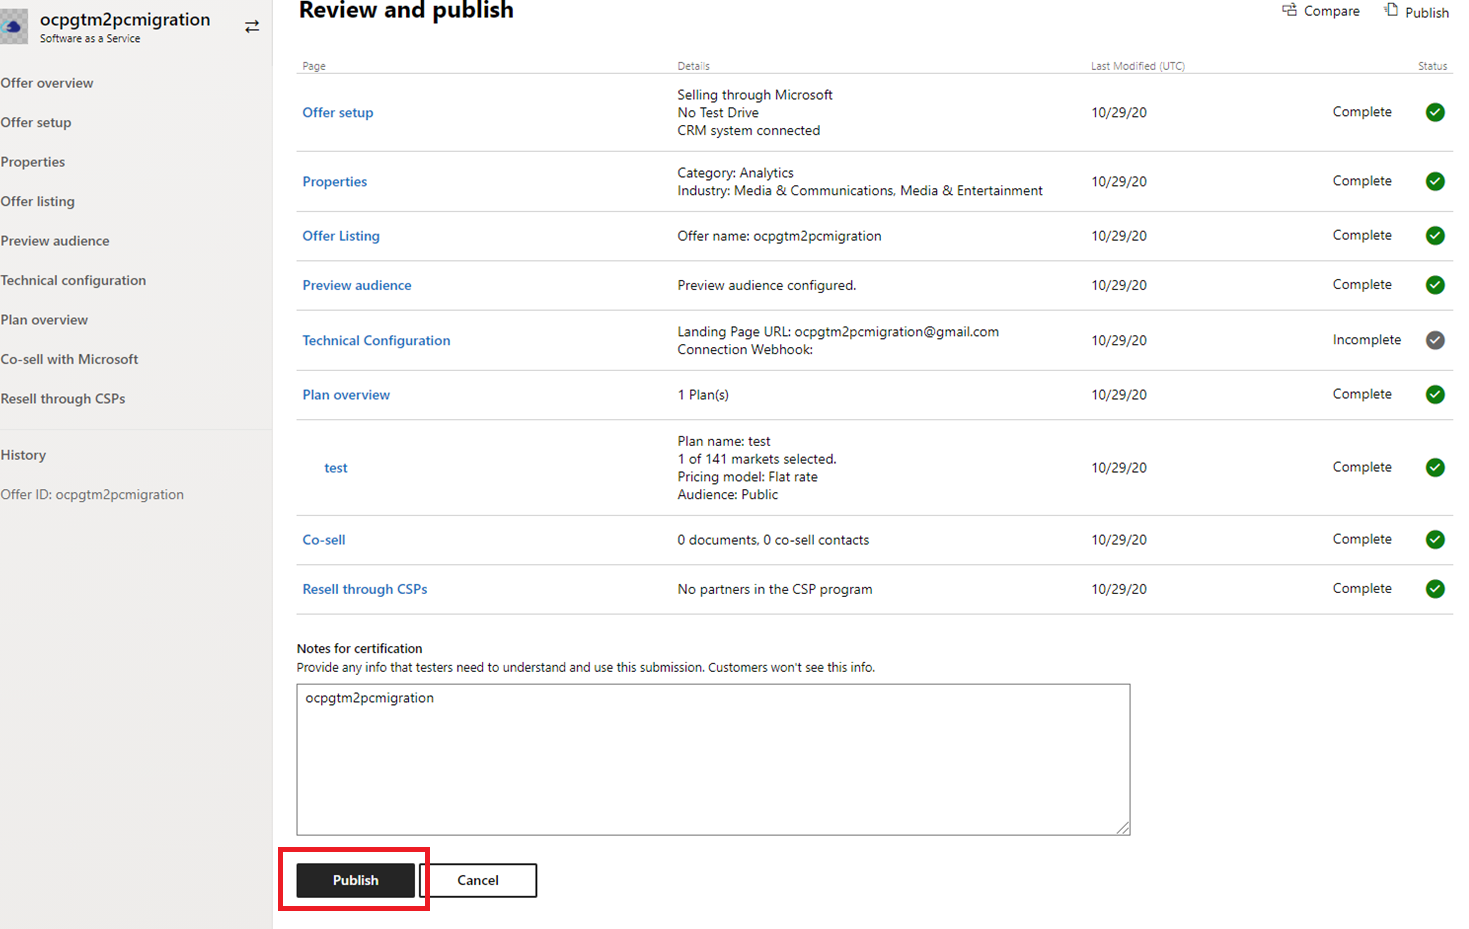 ocpgtm2pcmigration
Software as a Service
Offer overview
Offer setup
Properties
Offer listing
Preview audience
Technical configuration
Plan overview
Co-sell with Microsoft
Resell through CSPs
History
Offer ID: ocpgtm2pcmigration
Review and publish
Compare
Publish
Page Details Last Modified (UTC) Status
Offer setup
Selling through Microsoft
No Test Drive
CRM system connected
10/29/20
Complete
Properties
Category: Analytics
Industry: Media & Communications, Media & Entertainment
10/29/20
Complete
Offer Listing
Offer name: ocpgtm2pcmigration
10/29/20
Complete
Preview audience
Preview audience configured.
10/29/20
Complete
Technical Configuration
Landing Page URL: ocpgtm2pcmigration@gmail.com
Connection Webhook:
10/29/20
Incomplete
Plan overview
1 Plan(s)
10/29/20
Complete
test
Plan name: test
1 of 141 markets selected.
Pricing model: Flat rate
Audience: Public
10/29/20
Complete
Co-sell
0 documents, 0 co-sell contacts
10/29/20
Complete
Resell through CSPs
No partners in the CSP program
10/29/20
Complete
Notes for certification
Provide any info that testers need to understand and use this submission. Customers won't see this info.
ocpgtm2pcmigration
Publish
Cancel